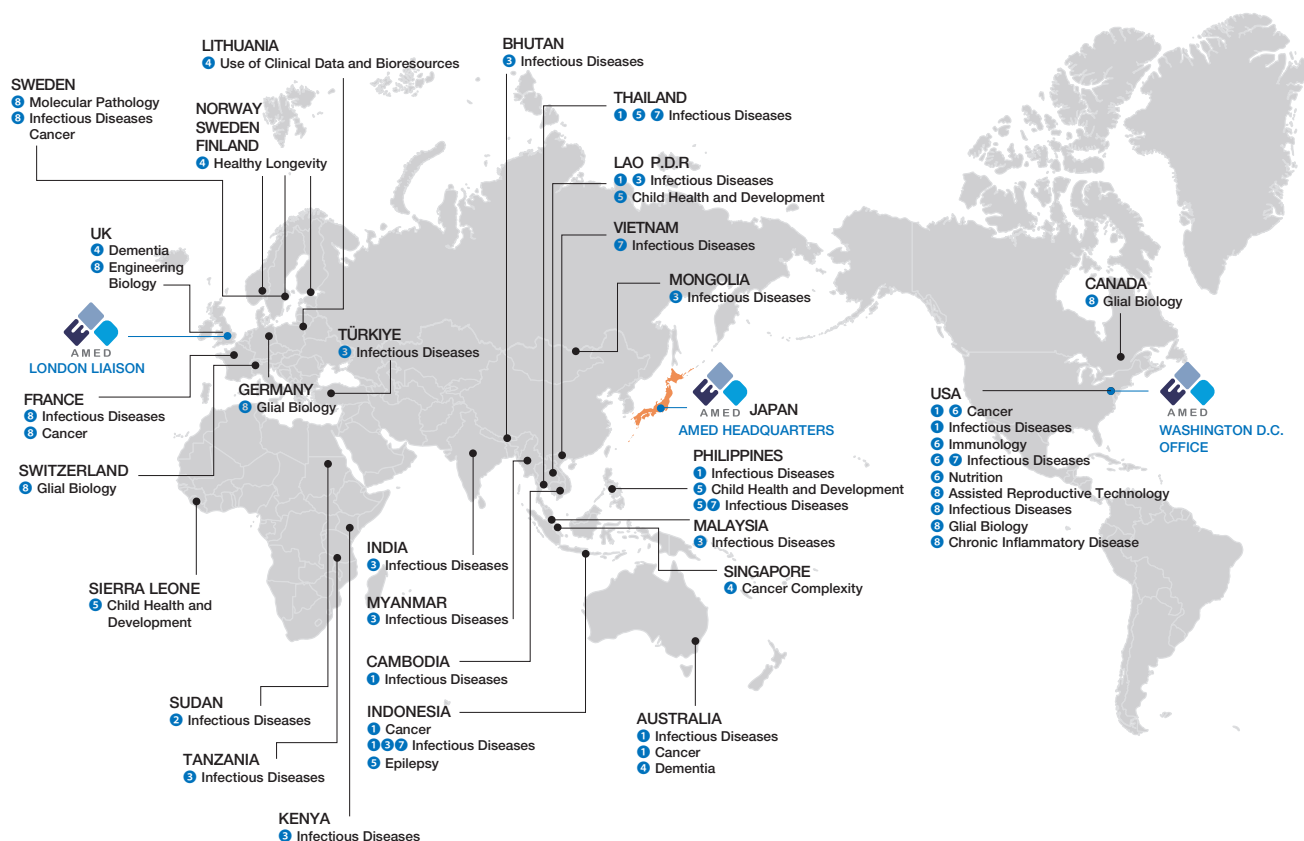 LITHUANIA
④ Use of Clinical Data and Bioresources
BHUTAN
③ Infectious Diseases
SWEDEN
⑧ Molecular Pathology
⑧ Infectious Diseases
Cancer
NORWAY
SWEDEN
FINLAND
④ Healthy Longevity
THAILAND
① ⑤ ⑦ Infectious Diseases
LAO P.D.R
① ③ Infectious Diseases
⑤ Child Health and Development
UK
④ Dementia
⑧ Engineering
Biology
VIETNAM
⑦ Infectious Diseases
MONGOLIA
③ Infectious Diseases
CANADA
⑧ Glial Biology
AMED
LONDON LIAISON
TÜRKIYE
③ Infectious Diseases
GERMANY
⑧ Glial Biology
FRANCE
⑧ Infectious Diseases
⑧ Cancer
AMED
JAPAN
AMED HEADQUARTERS
USA
① ⑥ Cancer
① Infectious Diseases
⑥ Immunology
⑥ ⑦ Infectious Diseases
⑥ Nutrition
⑧ Assisted Reproductive Technology
⑧ Infectious Diseases
⑧ Glial Biology
⑧ Chronic Inflammatory Disease
AMED
WASHINGTON D.C.
OFFICE
SWITZERLAND
⑧ Glial Biology
PHILIPPINES
① Infectious Diseases
⑤ Child Health and Development
⑤⑦ Infectious Diseases
MALAYSIA
③ Infectious Diseases
SINGAPORE
④ Cancer Complexity
INDIA
③ Infectious Diseases
SIERRA LEONE
⑤ Child Health and
Development
MYANMAR
③ Infectious Diseases
CAMBODIA
① Infectious Diseases
SUDAN
② Infectious Diseases
INDONESIA
① Cancer
①③⑦ Infectious Diseases
⑤ Epilepsy
AUSTRALIA
① Infectious Diseases
① Cancer
④ Dementia
TANZANIA
③ Infectious Diseases
KENYA
③ Infectious Diseases